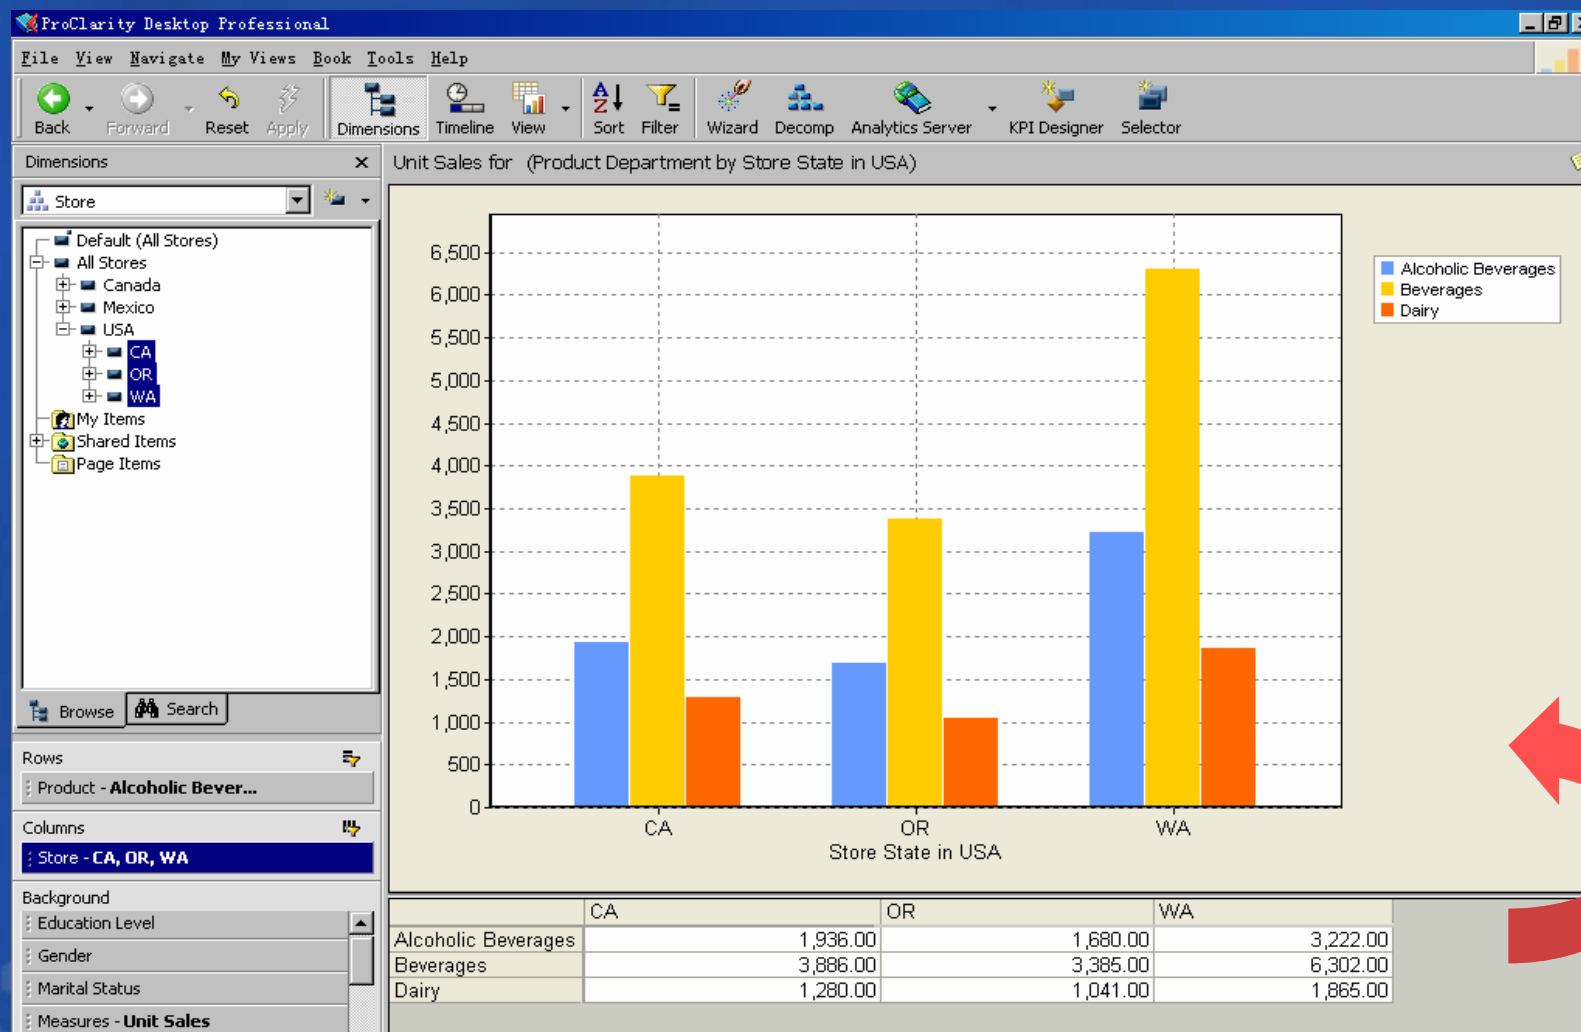 ProClarity Desktop Professional
File View Navigate My Views Book Tools Help
Back Forward Reset Apply Dimensions Timeline View Sort Filter Wizard Decomp Analytics Server KPI Designer Selector
Dimensions
Unit Sales for (Product Department by Store State in USA)
Store
Default (All Stores)
All Stores
Canada
Mexico
USA
CA
OR
WA
My Items
Shared Items
Page Items
Browse Search
Rows
Product - Alcoholic Bever...
Columns
Store - CA, OR, WA
Background
Education Level
Gender
Marital Status
Measures - Unit Sales
6,500
6,000
5,500
5,000
4,500
4,000
3,500
3,000
2,500
2,000
1,500
1,000
500
0
CA OR WA
Store State in USA
Alcoholic Beverages
Beverages
Dairy
CA OR WA
Alcoholic Beverages 1,936.00 1,680.00 3,222.00
Beverages 3,886.00 3,385.00 6,302.00
Dairy 1,280.00 1,041.00 1,865.00